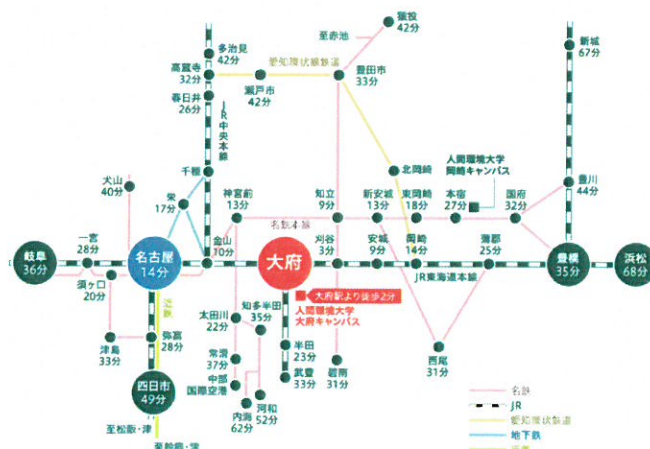 猿投
42分
至赤池
新城
67分
多治見
42分
高蔵寺
32分
愛知環状鉄道
豊田市
33分
瀬戸市
42分
春日井
26分
JR中央本線
千種
北岡崎
人間環境大学
岡崎キャンパス
犬山
40分
栄
17分
神宮前
13分
知立
9分
新安城
13分
東岡崎
18分
本宿
27分
国府
32分
豊川
44分
名鉄本線
一宮
28分
金山
10分
刈谷
3分
安城
9分
岡崎
14分
蒲郡
25分
岐阜
36分
名古屋
14分
大府
豊橋
35分
浜松
68分
JR東海道本線
須ヶ口
20分
大府駅より徒歩2分
人間環境大学
大府キャンパス
近鉄
太田川
22分
知多半田
35分
津島
33分
弥富
28分
半田
23分
碧南
31分
西尾
31分
常滑
37分
武豊
33分
四日市
49分
中部
国際空港
内海
62分
河和
52分
至松阪・津
至松阪・津
名鉄
JR
愛知環状鉄道
地下鉄
近鉄